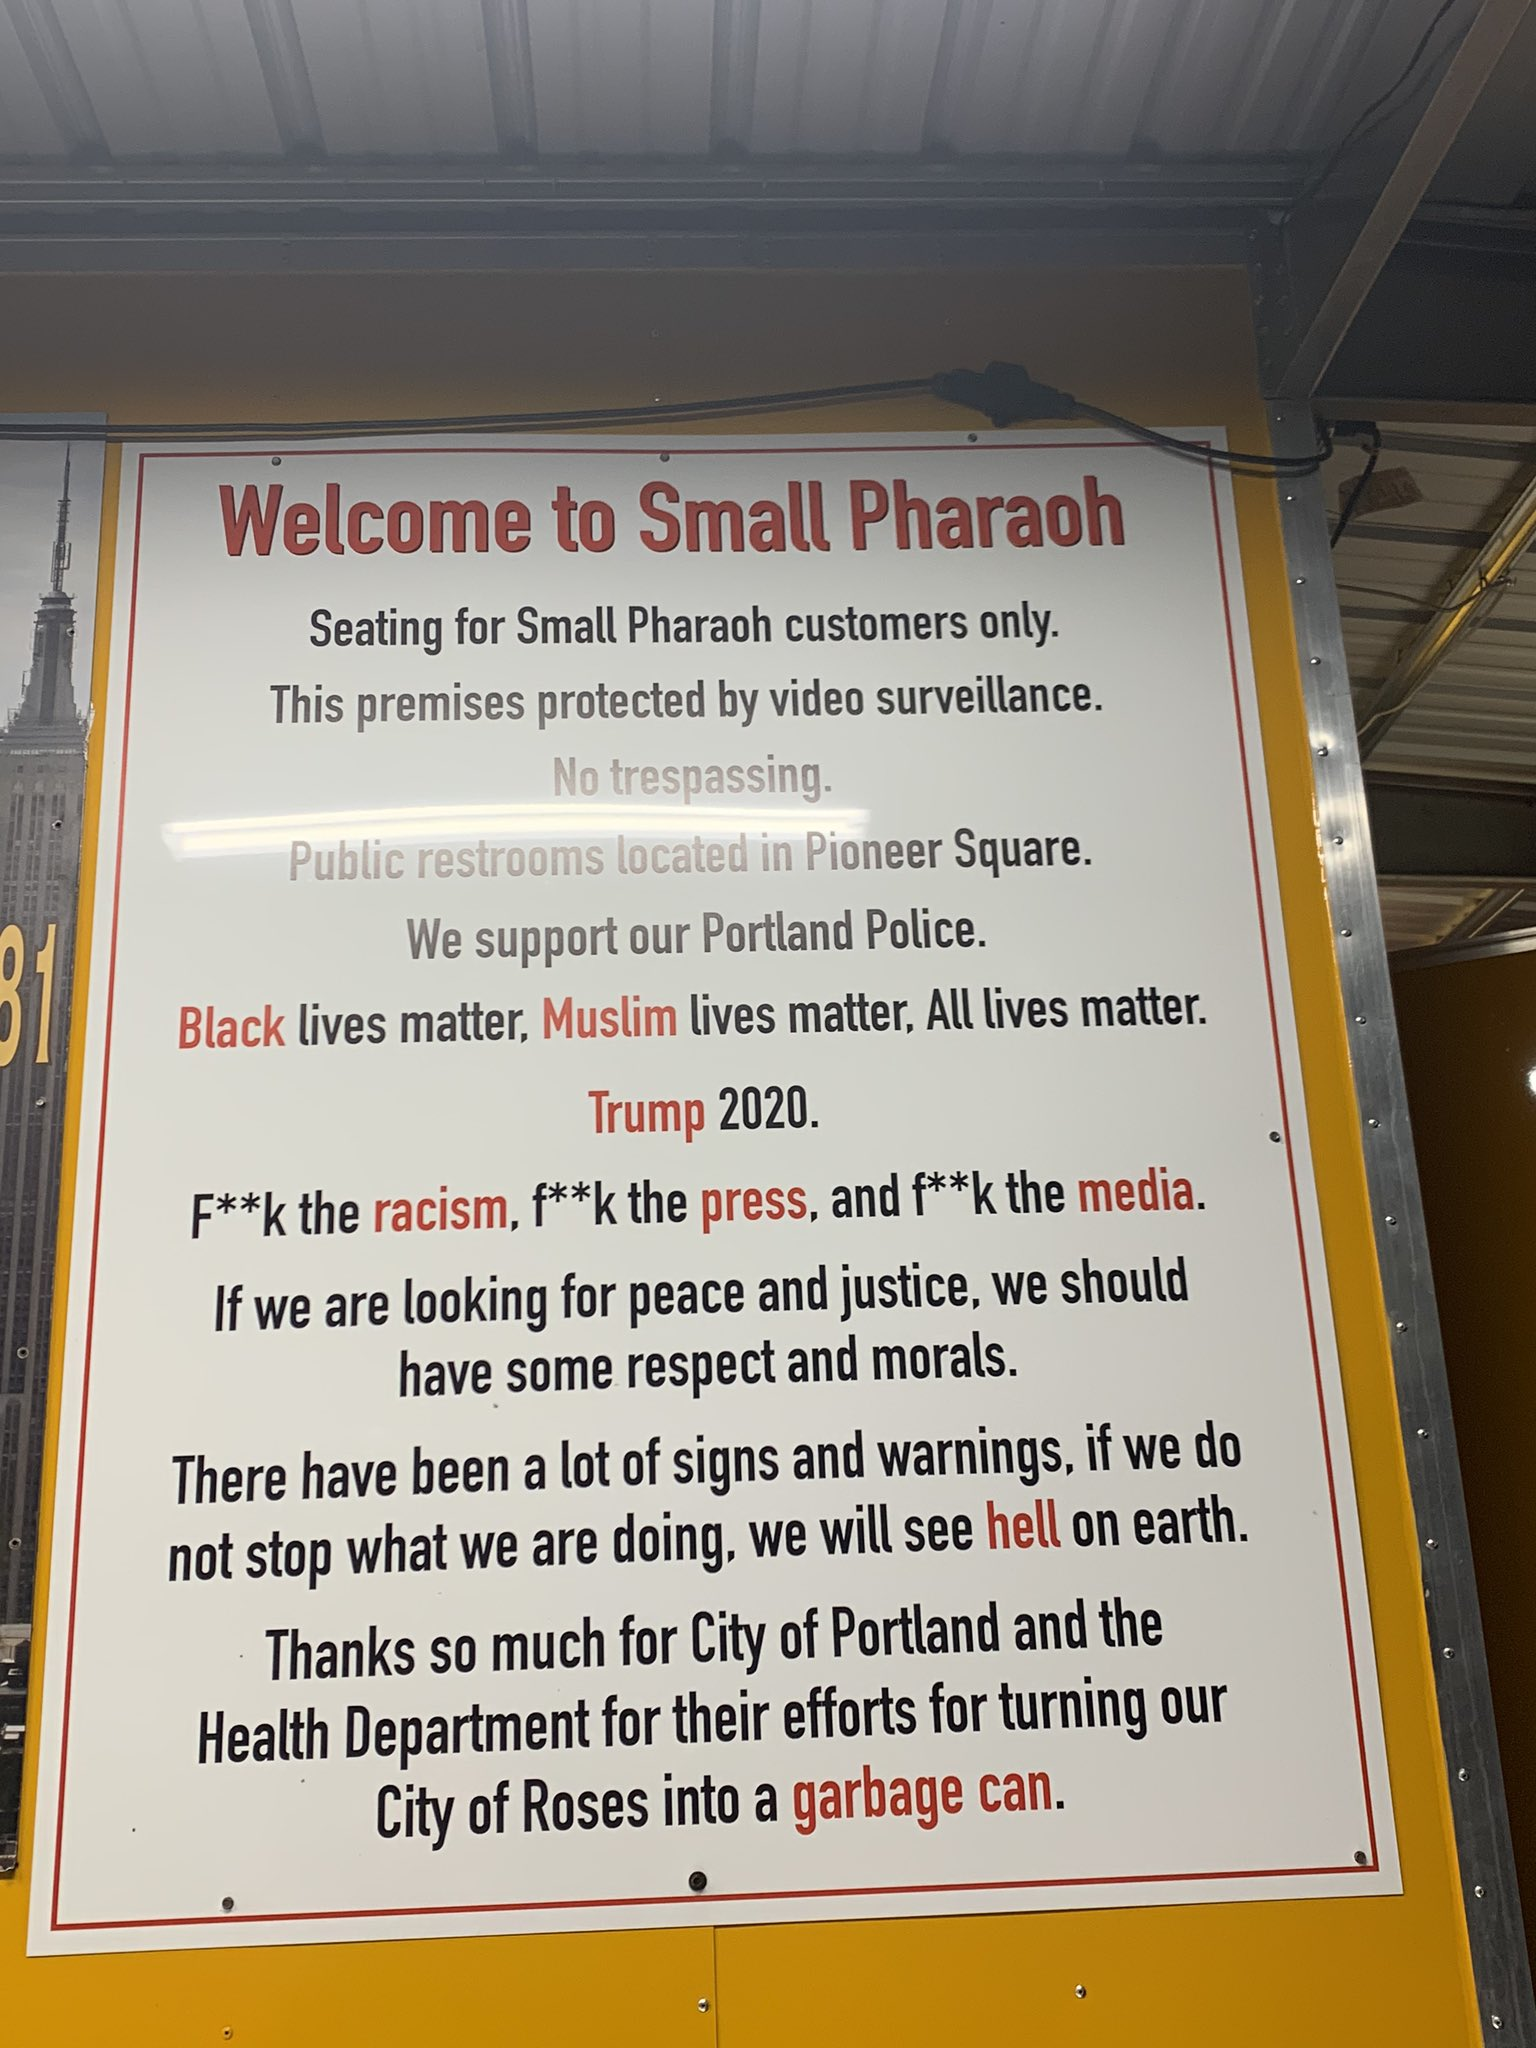 Welcome to Small Pharaoh
Seating for Small Pharaoh customers only.
This premises protected by video surveillance.
No trespassing.
Public restrooms located in Pioneer Square.
We support our Portland Police.
Black lives matter, Muslim lives matter, All lives matter.
Trump 2020.
F**k the racism, f**k the press, and f**k the media.
If we are looking for peace and justice, we should
have some respect and morals.
There have been a lot of signs and warnings, if we do
not stop what we are doing, we will see hell on earth.
Thanks so much for City of Portland and the
Health Department for their efforts for turning our
City of Roses into a garbage can.
81